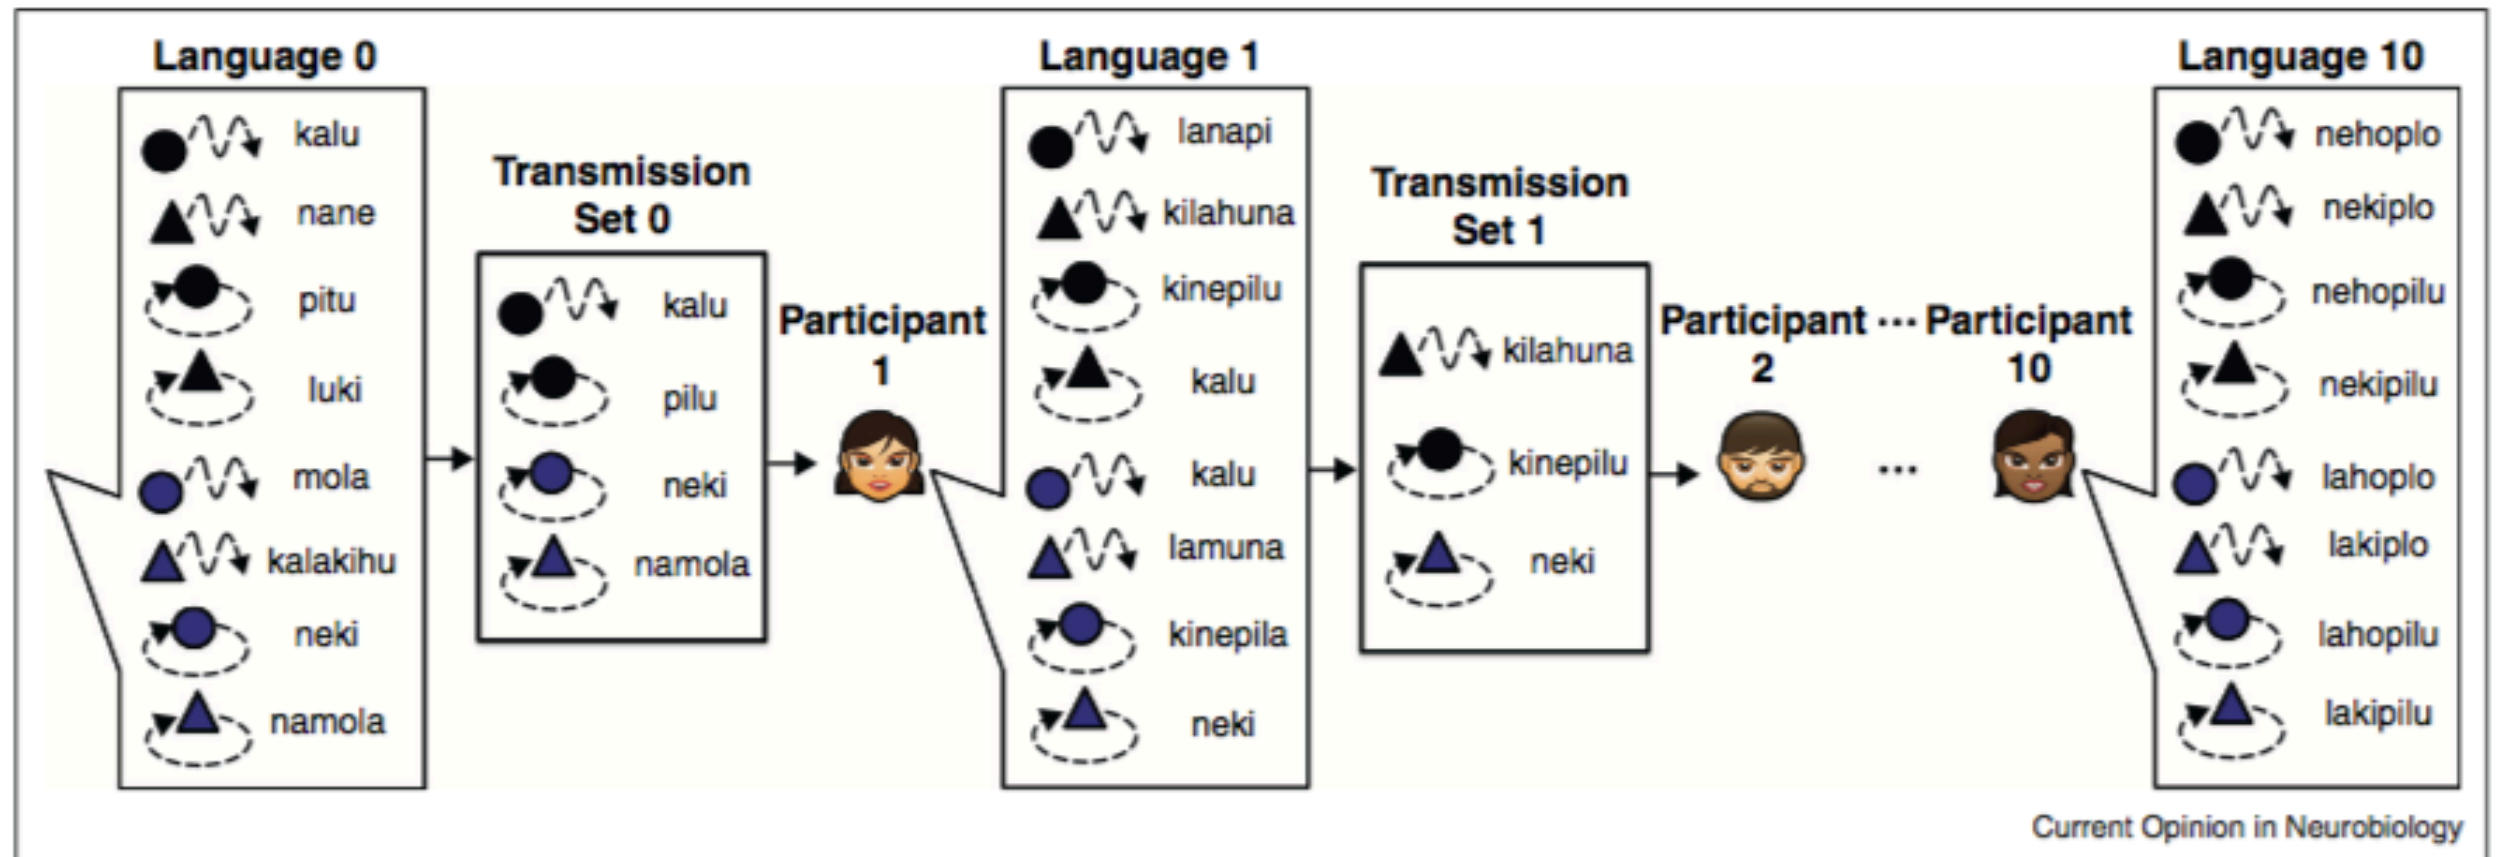 Language 0
kalu
nane
pitu
luki
mola
kalakihu
neki
namola
Transmission
Set 0
kalu
pilu
neki
namola
Participant
1
Language 1
lanapi
kilahuna
kinepilu
kalu
kalu
lamuna
kinepila
neki
Transmission
Set 1
kilahuna
kinepilu
neki
Participant ... Participant
2
10
...
Language 10
nehoplo
nekiplo
nehopilu
nekipilu
lahoplo
lakiplo
lahopilu
lakipilu
Current Opinion in Neurobiology